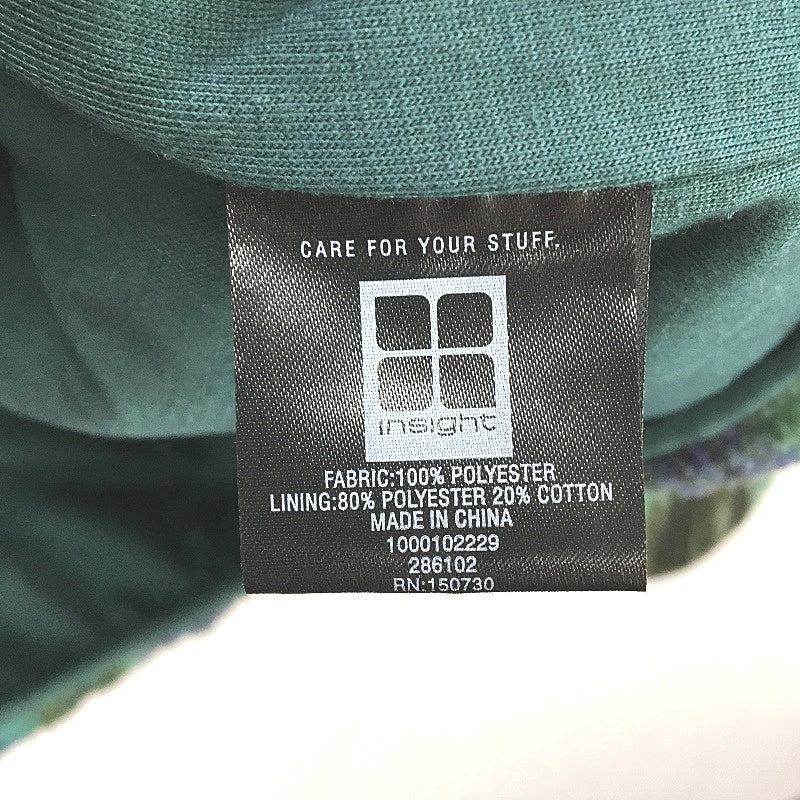 CARE FOR YOUR STUFF.
insight
FABRIC:100% POLYESTER
LINING:80% POLYESTER 20% COTTON
MADE IN CHINA
1000102229
286102
RN:150730